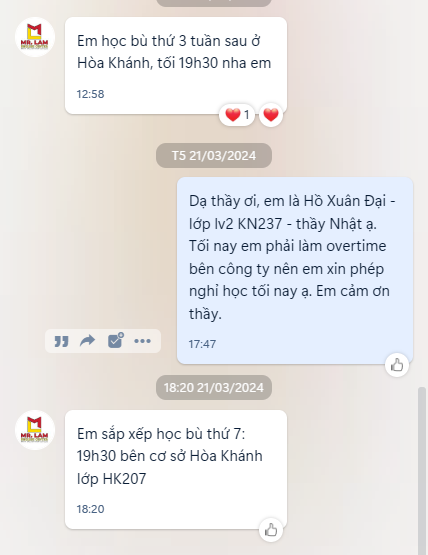 MR. LAM
Em học bù thứ 3 tuần sau ở
Hòa Khánh, tối 19h30 nha em
12:58
1
T5 21/03/2024
Dạ thầy ơi, em là Hồ Xuân Đại -
lớp lv2 KN237 - thầy Nhật ạ.
Tối nay em phải làm overtime
bên công ty nên em xin phép
nghỉ học tối nay ạ. Em cảm ơn
thầy.
17:47
18:20 21/03/2024
MR. LAM
Em sắp xếp học bù thứ 7:
19h30 bên cơ sở Hòa Khánh
lớp HK207
18:20